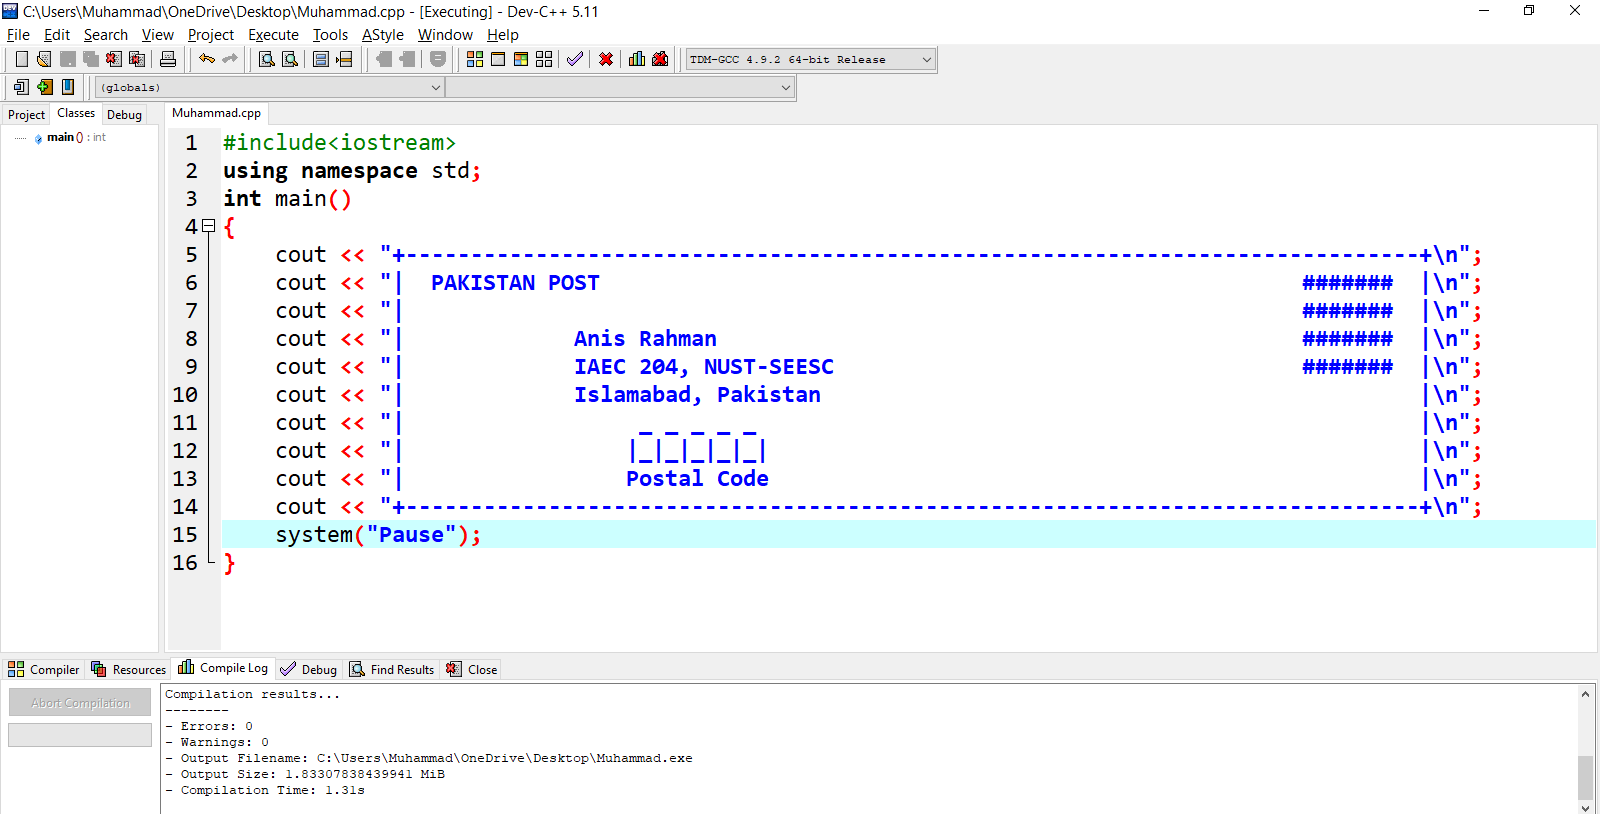 C:\Users\Muhammad\OneDrive\Desktop\Muhammad.cpp - [Executing] - Dev-C++ 5.11
File Edit Search View Project Execute Tools AStyle Window Help
TDM-GCC 4.9.2 64-bit Release
(globals)
Project Classes Debug
Muhammad.cpp
main () : int
1 #include<iostream>
2 using namespace std;
3 int main()
4 {
5     cout << "+------------------------------------------------------------------------------+\n";
6     cout << "|  PAKISTAN POST                                                      #######  |\n";
7     cout << "|                                                                     #######  |\n";
8     cout << "|             Anis Rahman                                             #######  |\n";
9     cout << "|             IAEC 204, NUST-SEESC                                    #######  |\n";
10     cout << "|             Islamabad, Pakistan                                              |\n";
11     cout << "|                  _ _ _ _ _                                                   |\n";
12     cout << "|                 |_|_|_|_|_|                                                  |\n";
13     cout << "|                 Postal Code                                                  |\n";
14     cout << "+------------------------------------------------------------------------------+\n";
15     system("Pause");
16 }
Compiler Resources Compile Log Debug Find Results Close
Abort Compilation
Compilation results...
--------
- Errors: 0
- Warnings: 0
- Output Filename: C:\Users\Muhammad\OneDrive\Desktop\Muhammad.exe
- Output Size: 1.83307838439941 MiB
- Compilation Time: 1.31s